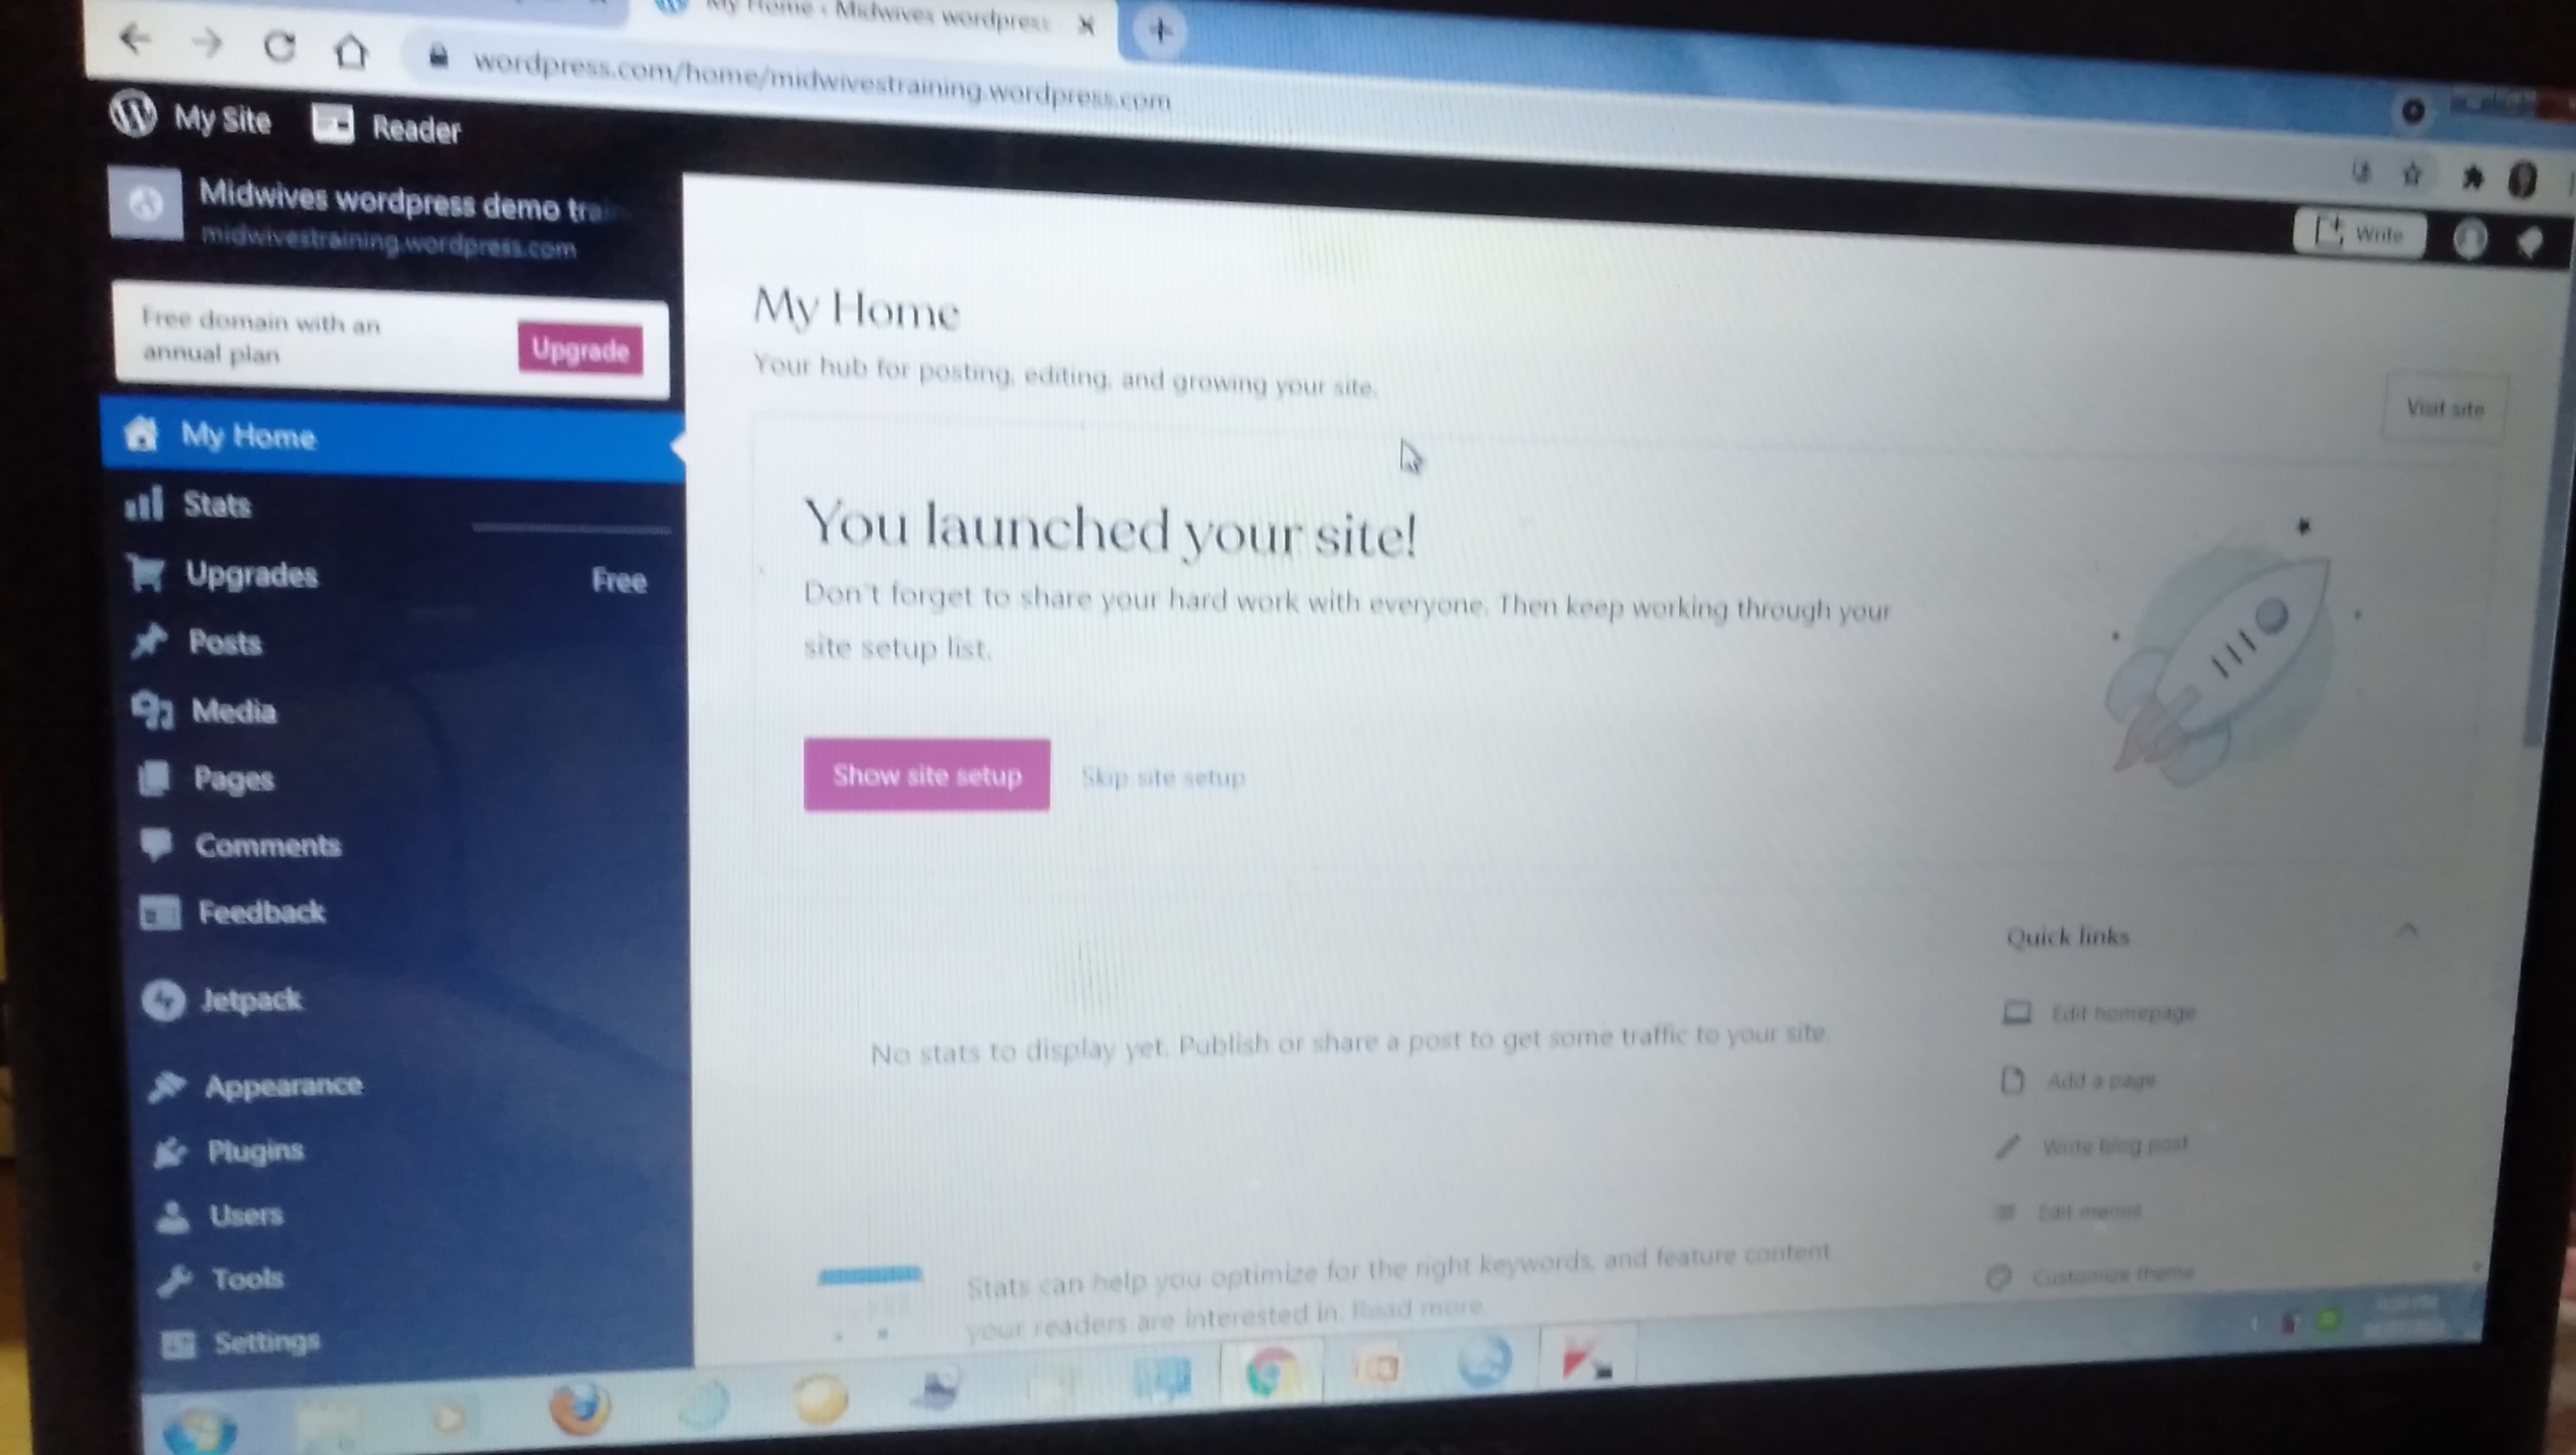 My Home ‹ Midwives wordpress
wordpress.com/home/midwivestraining.wordpress.com
My Site
Reader
Write
Midwives wordpress demo train
midwivestraining.wordpress.com
Free domain with an
annual plan
Upgrade
My Home
Stats
Upgrades
Free
Posts
Media
Pages
Comments
Feedback
Jetpack
Appearance
Plugins
Users
Tools
Settings
My Home
Your hub for posting, editing, and growing your site.
Visit site
You launched your site!
Don't forget to share your hard work with everyone. Then keep working through your
site setup list.
Show site setup
Skip site setup
No stats to display yet. Publish or share a post to get some traffic to your site.
Stats can help you optimize for the right keywords, and feature content
your readers are interested in. Read more
Quick links
Edit homepage
Add a page
Write blog post
Edit menus
Customize theme